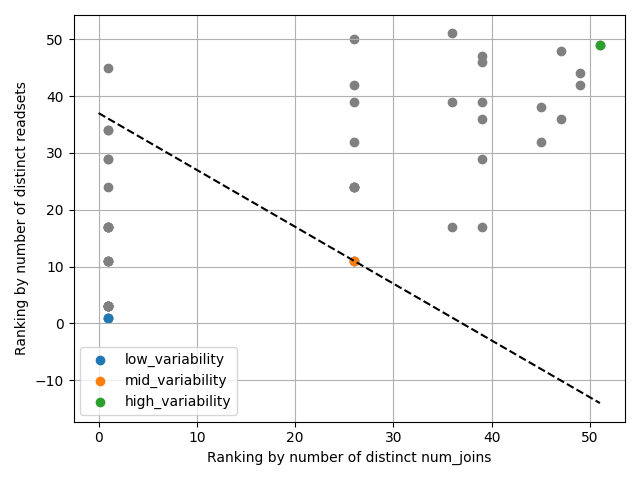 50
40
30
20
10
0
−10
Ranking by number of distinct readsets
low_variability
mid_variability
high_variability
0 10 20 30 40 50
Ranking by number of distinct num_joins